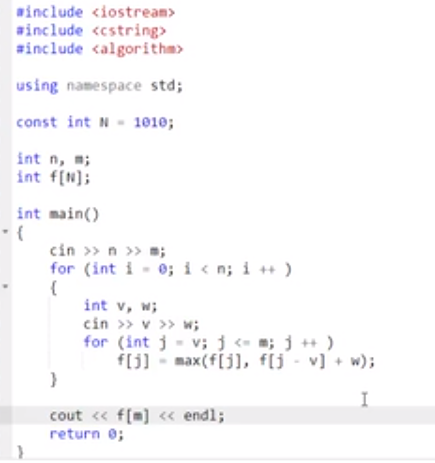 #include <iostream>
#include <cstring>
#include <algorithm>
using namespace std;
const int N = 1010;
int n, m;
int f[N];
int main()
{
cin >> n >> m;
for (int i = 0; i < n; i ++ )
{
int v, w;
cin >> v >> w;
for (int j = v; j <= m; j ++ )
f[j] = max(f[j], f[j - v] + w);
}
cout << f[m] << endl;
return 0;
}